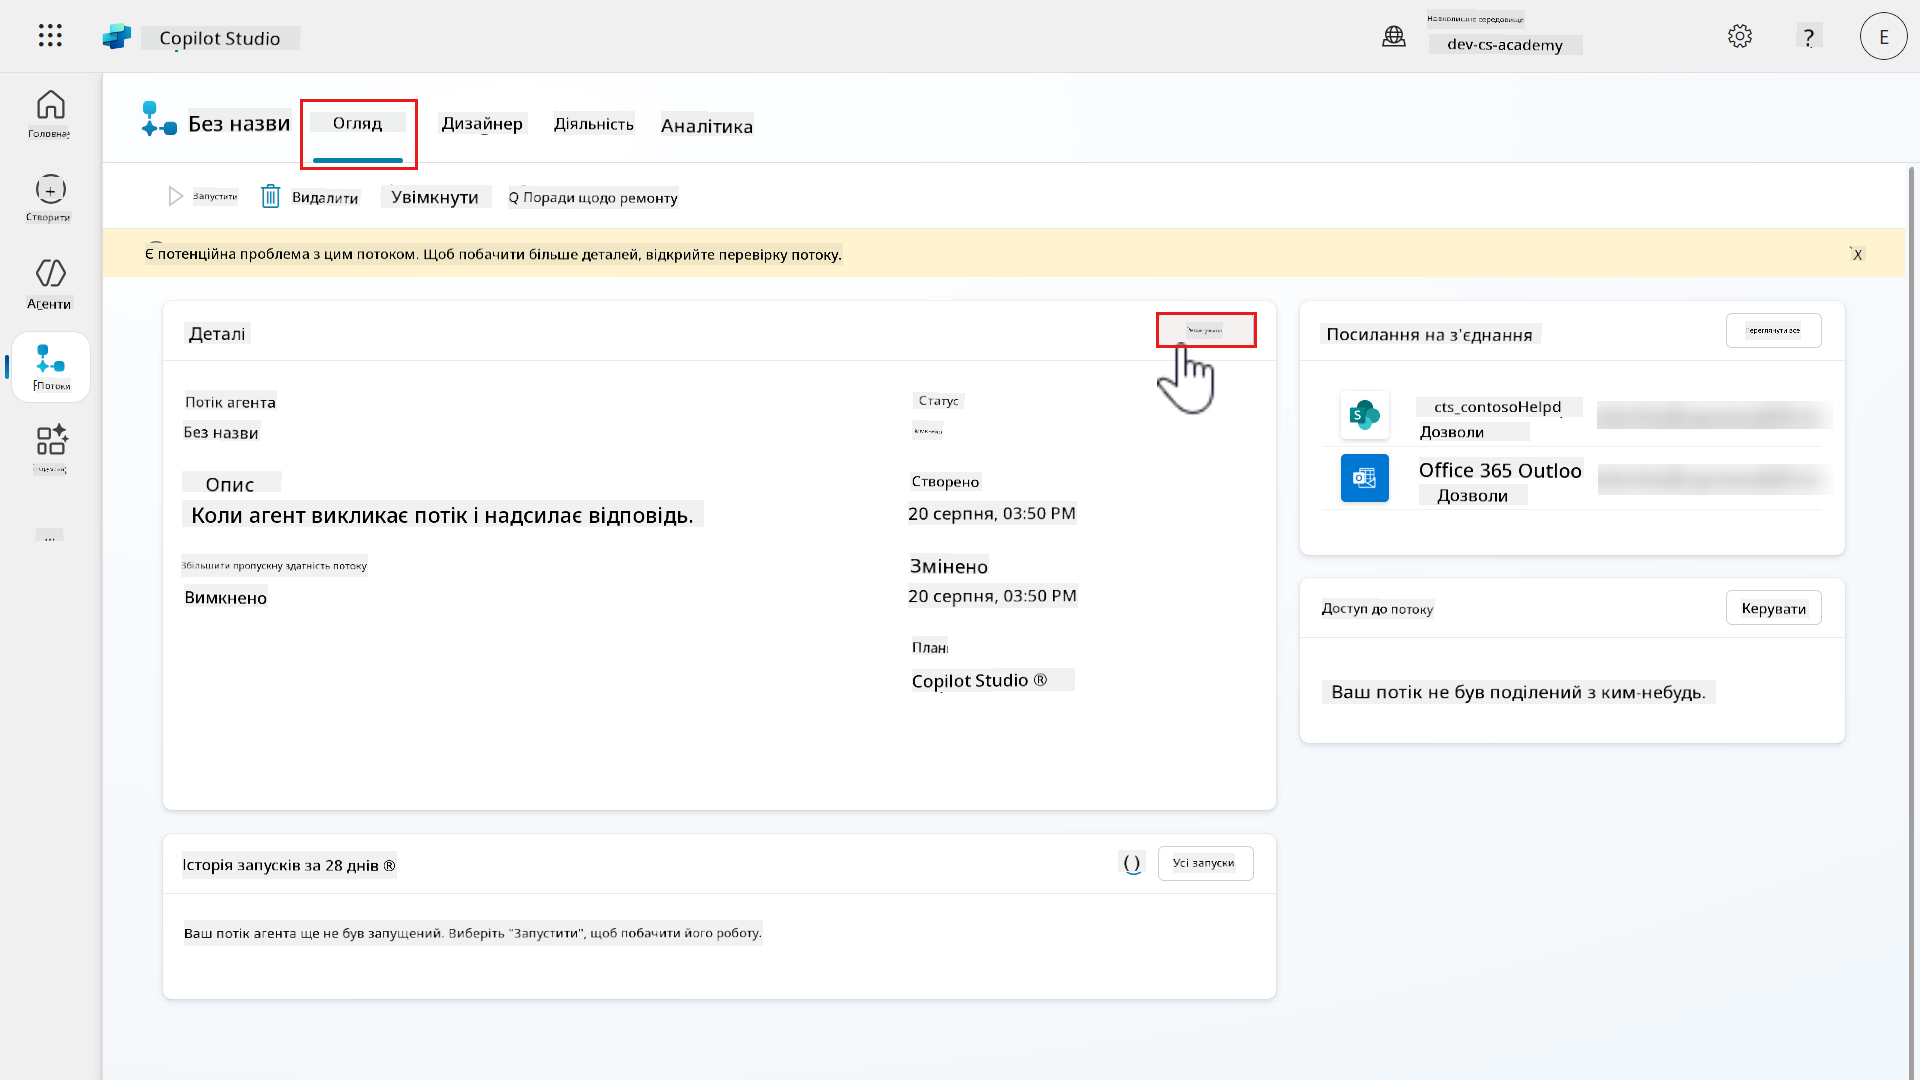 Copilot Studio
Навколишнє середовище
dev-cs-academy
?
E
Головна
Створити
Агенти
Потоки
...
Без назви
Огляд
Дизайнер
Діяльність
Аналітика
Запустити
Видалити
Увімкнути
Q Поради щодо ремонту
Є потенційна проблема з цим потоком. Щоб побачити більше деталей, відкрийте перевірку потоку.
X
Деталі
Потік агента
Без назви
Опис
Коли агент викликає потік і надсилає відповідь.
Збільшити пропускну здатність потоку
Вимкнено
Статус
Створено
20 серпня, 03:50 PM
Змінено
20 серпня, 03:50 PM
План
Copilot Studio ®
Посилання на з'єднання
Переглянути все
cts_contosoHelpd
Дозволи
Office 365 Outloo
Дозволи
Доступ до потоку
Керувати
Ваш потік не був поділений з ким-небудь.
Історія запусків за 28 днів ®
Усі запуски
Ваш потік агента ще не був запущений. Виберіть "Запустити", щоб побачити його роботу.